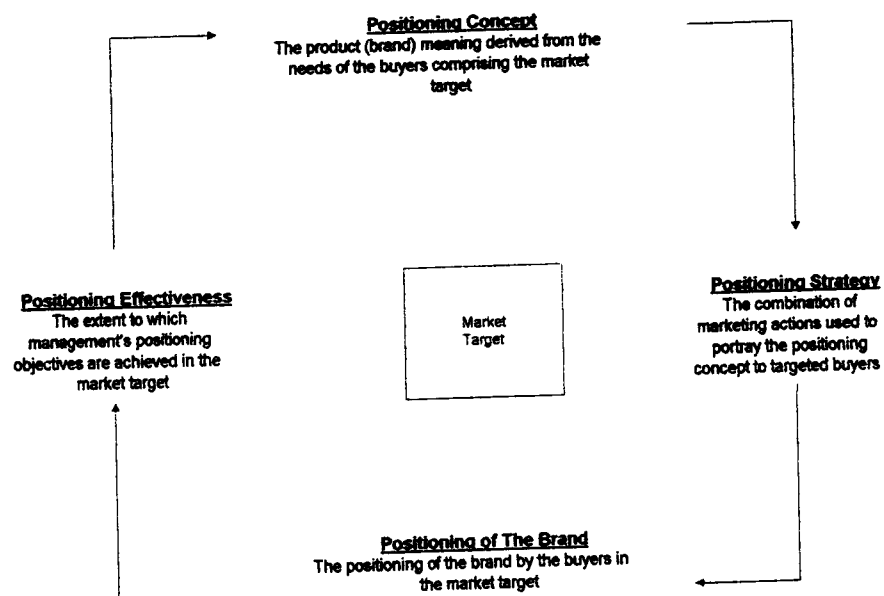 Positioning Concept
The product (brand) meaning derived from the
needs of the buyers comprising the market
target
Positioning Effectiveness
The extent to which
management's positioning
objectives are achieved in the
market target
Market
Target
Positioning Strategy
The combination of
marketing actions used to
portray the positioning
concept to targeted buyers
Positioning of The Brand
The positioning of the brand by the buyers in
the market target